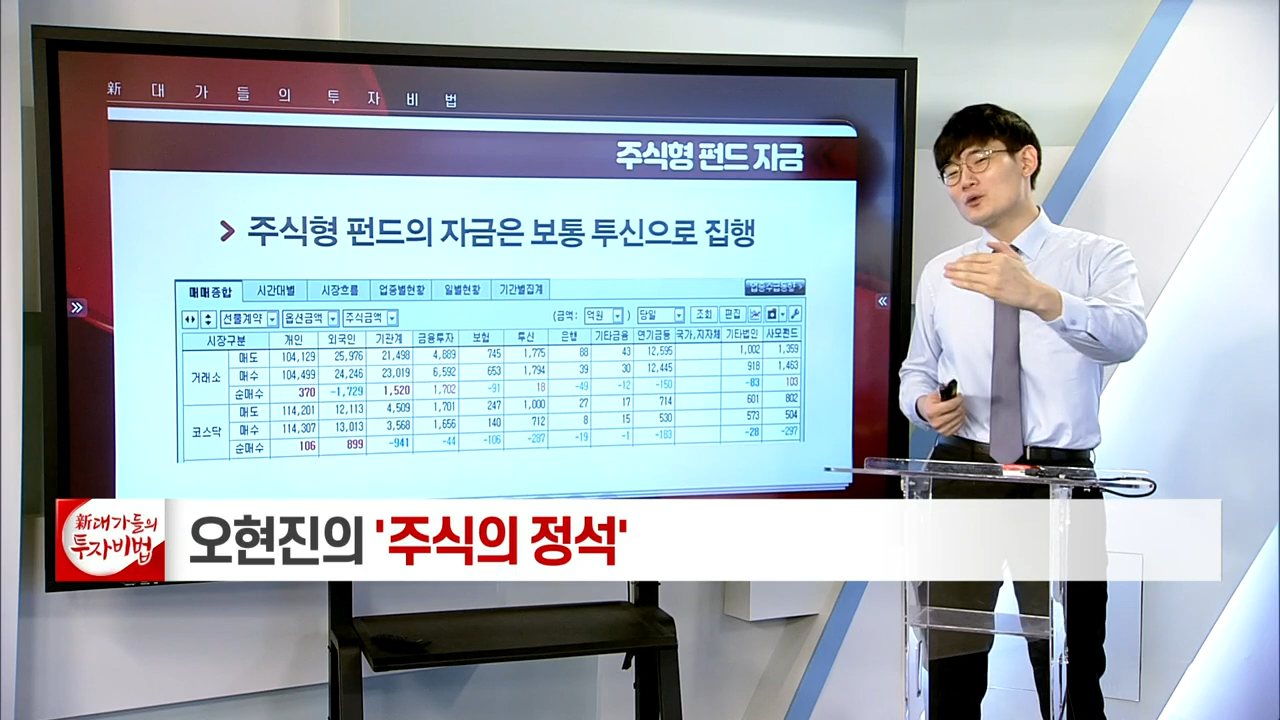 新 대 가 들 의 투 자 비 법
주식형 펀드 자금
주식형 펀드의 자금은 보통 투신으로 집행
매매종합 시간대별 시장흐름 업종별현황 일별현황 기간별집계 업종수급동향
선물계약 옵션금액 주식금액 (금액: 억원 ) 당일 조회 편집
시장구분 개인 외국인 기관계 금융투자 보험 투신 은행 기타금융 연기금등 국가,지자체 기타법인 사모펀드
거래소
매도 104,129 25,976 21,498 4,889 745 1,775 88 43 12,595 1,002 1,359
매수 104,499 24,246 23,019 6,592 653 1,794 39 30 12,445 918 1,463
순매수 370 -1,729 1,520 1,702 -91 18 -49 -12 -150 -83 103
코스닥
매도 114,201 12,113 4,509 1,701 247 1,000 27 17 714 601 802
매수 114,307 13,013 3,568 1,656 140 712 8 15 530 573 504
순매수 106 899 -941 -44 -106 -287 -19 -1 -183 -28 -297
新대가들의
투자비법
오현진의 '주식의 정석'